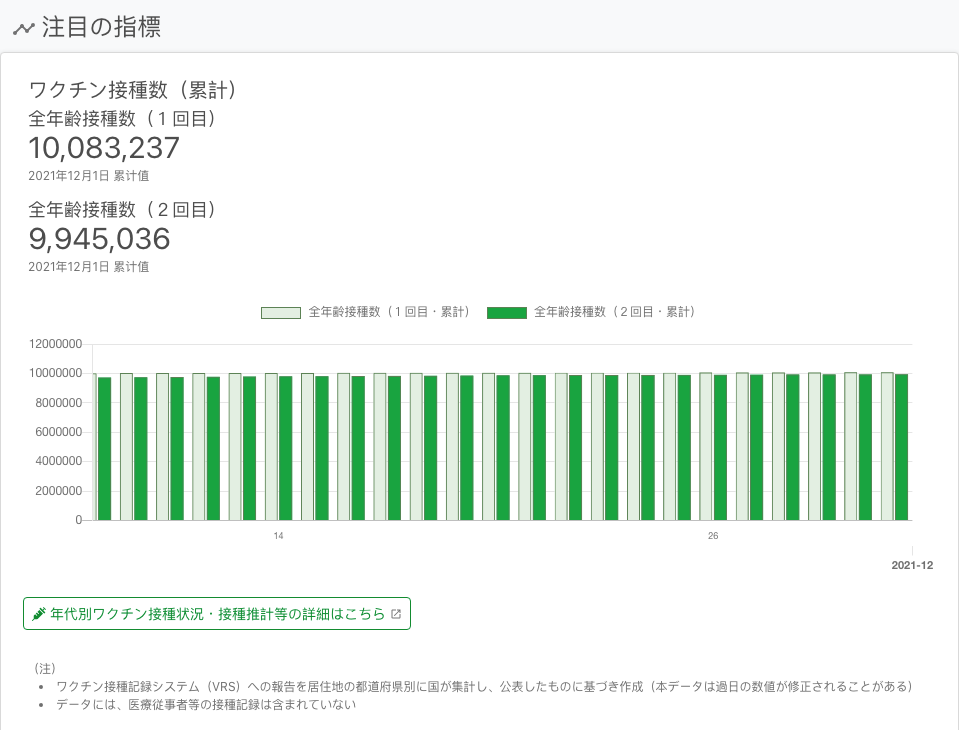 注目の指標
ワクチン接種数（累計）
全年齢接種数（１回目）
10,083,237
2021年12月1日 累计值
全年齢接種数（２回目）
9,945,036
2021年12月1日 累计值
全年齢接種数（１回目・累計） 全年齢接種数（２回目・累計）
12000000
10000000
8000000
6000000
4000000
2000000
0
14 26
2021-12
年代別ワクチン接種状況・接種推計等の詳細はこちら
（注）
• ワクチン接種記録システム（VRS）への報告を居住地の都道府県別に国が集計し、公表したものに基づき作成（本データは過日の数値が修正されることがある）
• データには、医療従事者等の接種記録は含まれていない